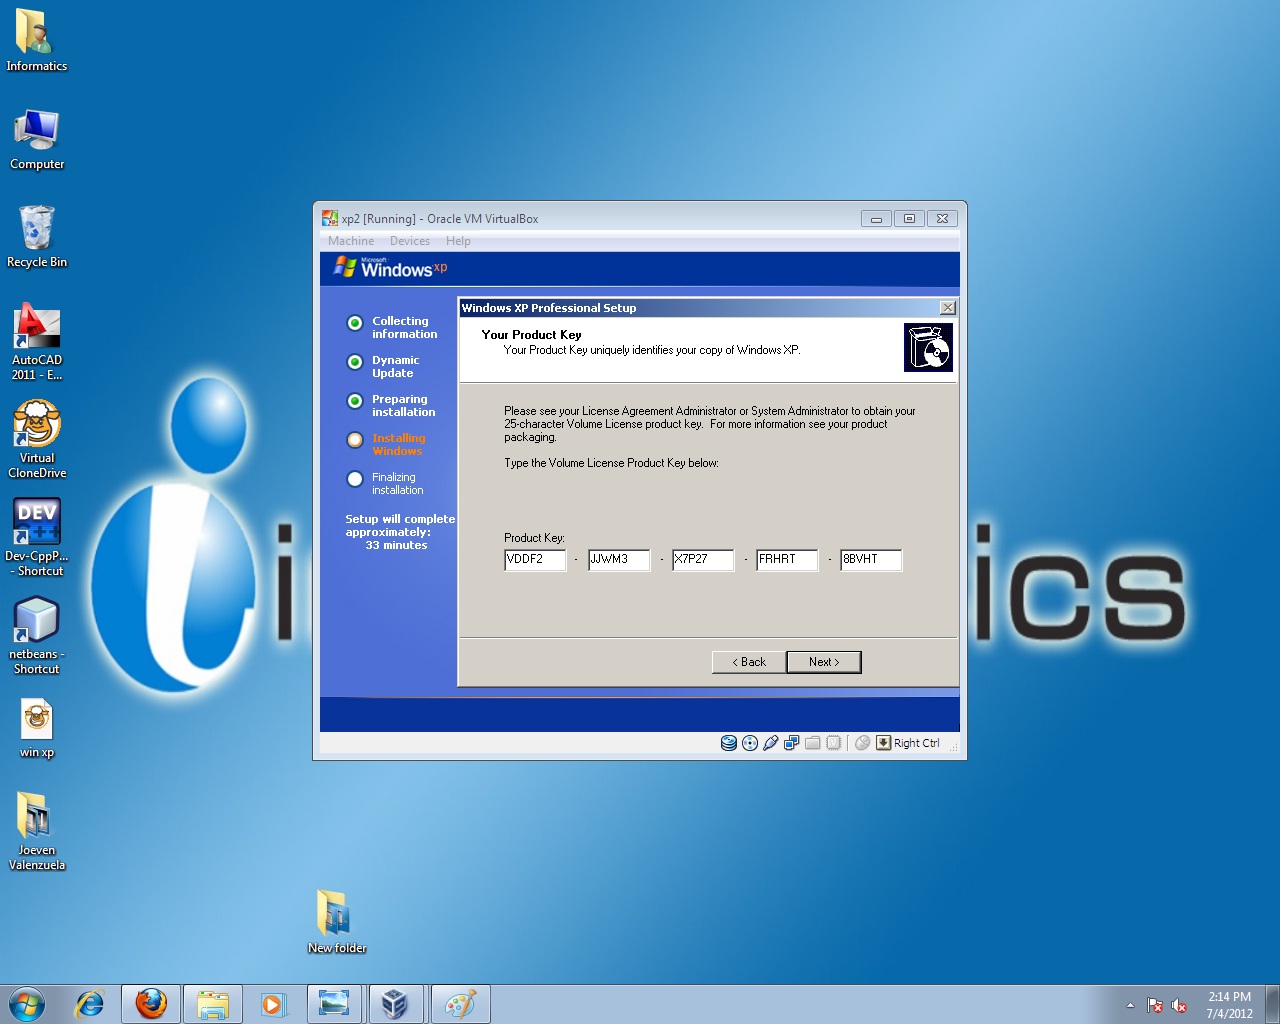 Informatics
Computer
Recycle Bin
AutoCAD
2011 - E...
Virtual
CloneDrive
DEV
C++
Dev-CppP...
- Shortcut
netbeans -
Shortcut
win xp
Joeven
Valenzuela
New folder
xp2 [Running] - Oracle VM VirtualBox
Machine Devices Help
Microsoft
Windows xp
Collecting
information
Dynamic
Update
Preparing
installation
Installing
Windows
Finalizing
installation
Setup will complete
approximately:
33 minutes
Windows XP Professional Setup
Your Product Key
Your Product Key uniquely identifies your copy of Windows XP.
Please see your License Agreement Administrator or System Administrator to obtain your
25-character Volume License product key. For more information see your product
packaging.
Type the Volume License Product Key below:
Product Key:
VDDF2 - JJWM3 - X7P27 - FRHRT - 8BVHT
< Back Next >
Right Ctrl
ics
2:14 PM
7/4/2012